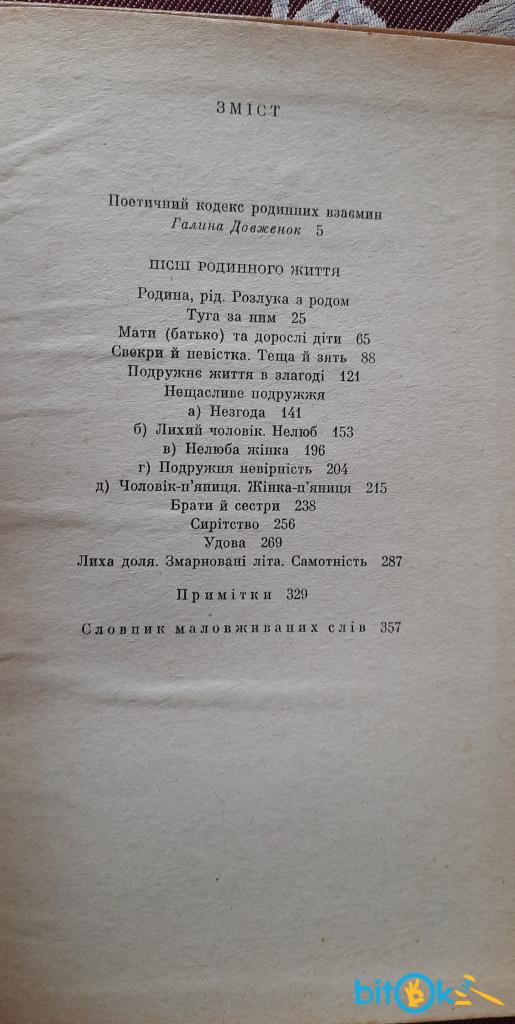 ЗМІСТ
Поетичний кодекс родинних взаємин
Галина Довженок 5
ПІСНІ РОДИННОГО ЖИТТЯ
Родина, рід. Розлука з родом
Туга за ним 25
Мати (батько) та дорослі діти 65
Свекри й невістка. Теща й зять 88
Подружнє життя в злагоді 121
Нещасливе подружжя
а) Незгода 141
б) Лихий чоловік. Нелюб 153
в) Нелюба жінка 196
г) Подружня невірність 204
д) Чоловік-п'яниця. Жінка-п'яниця 215
Брати й сестри 238
Сирітство 256
Удова 269
Лиха доля. Змарновані літа. Самотність 287
Примітки 329
Словник маловживаних слів 357
bitok